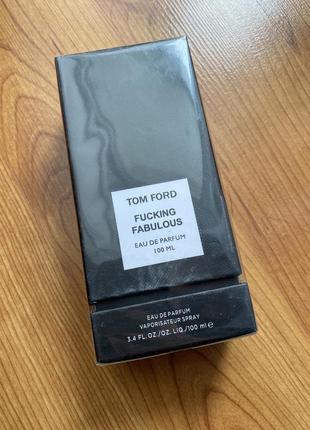 TOM FORD
FUCKING
FABULOUS
EAU DE PARFUM
100 ML
EAU DE PARFUM
VAPORISATEUR SPRAY
3.4 FL.OZ./OZ. LIQ./100 ml ℮